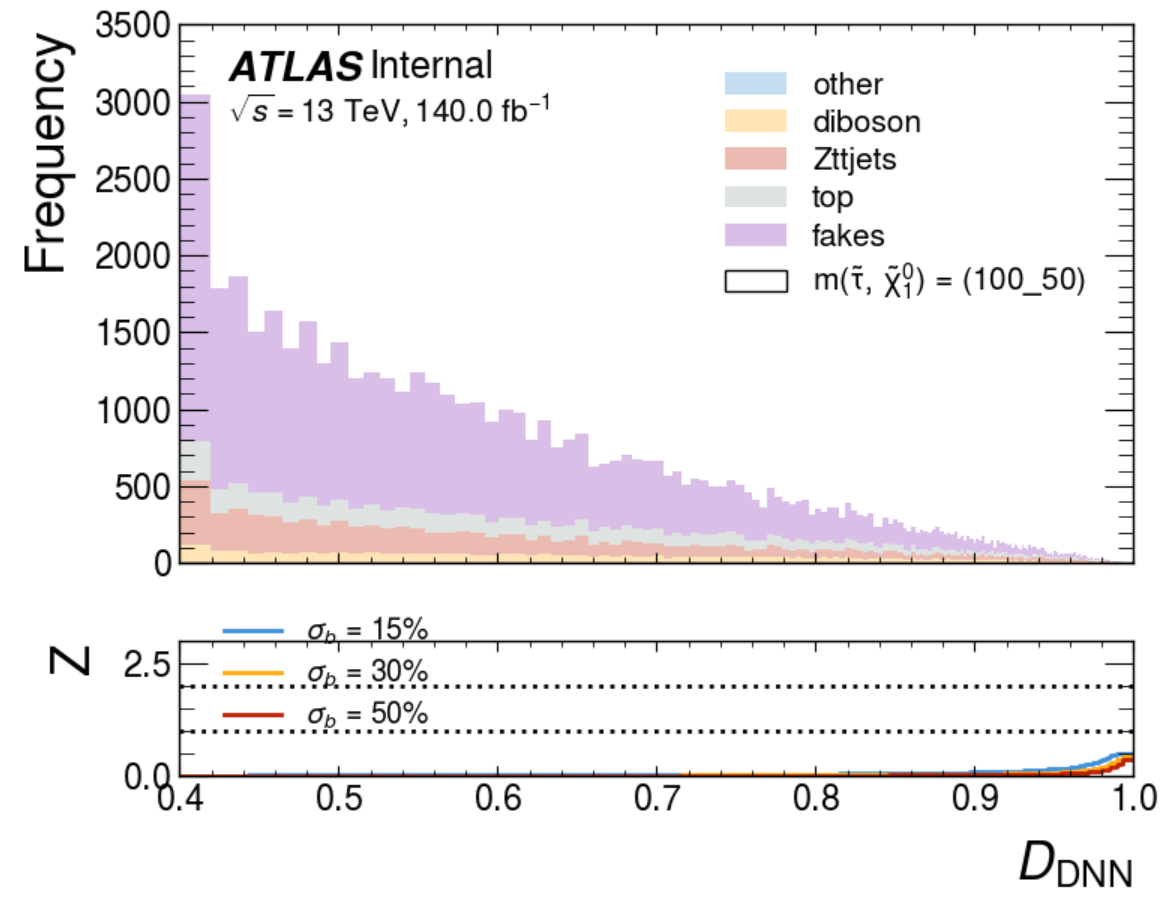 3500
3000
2500
2000
1500
1000
500
0
Frequency
ATLAS Internal
√s = 13 TeV, 140.0 fb⁻¹
other
diboson
Zttjets
top
fakes
m(τ̃, χ̃₁⁰) = (100_50)
Z
2.5
0.0
σ_b = 15%
σ_b = 30%
σ_b = 50%
0.4 0.5 0.6 0.7 0.8 0.9 1.0
D_DNN